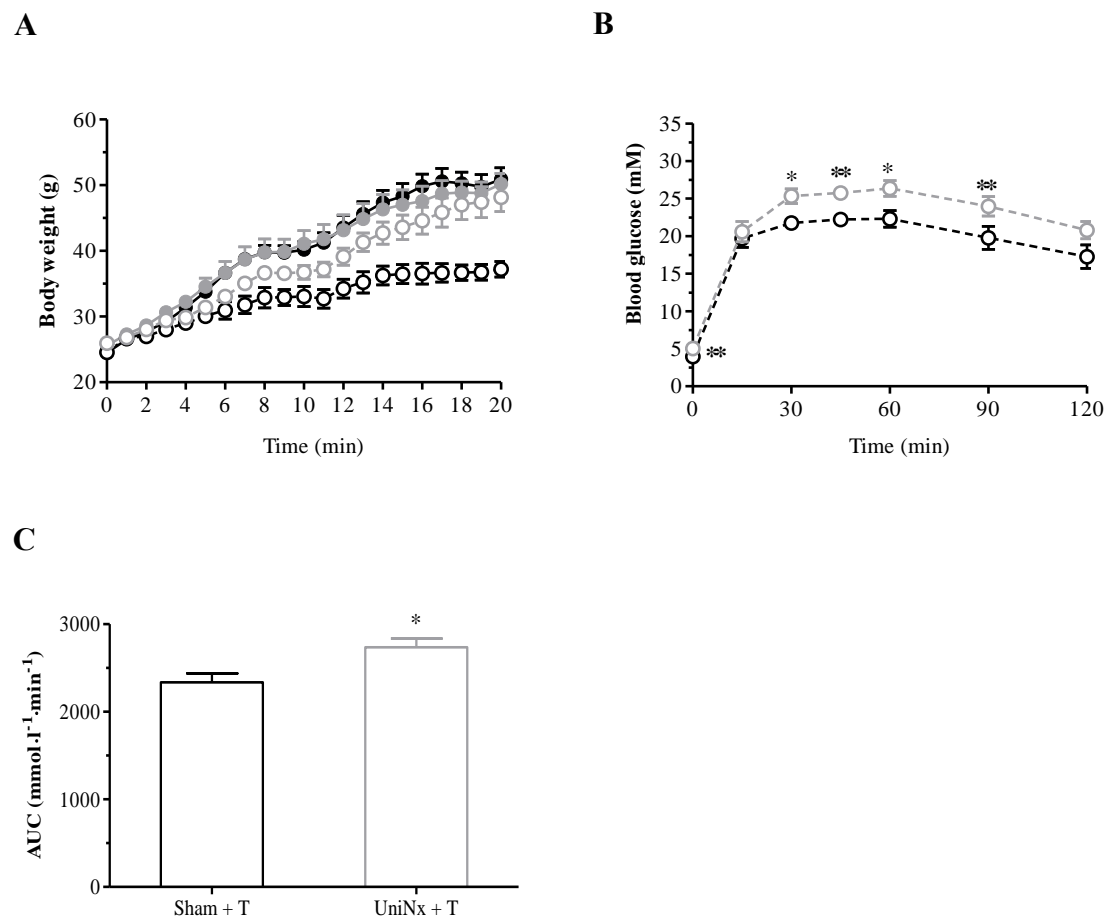 A
B
60
50
40
30
20
Body weight (g)
0 2 4 6 8 10 12 14 16 18 20
Time (min)
35
30
25
20
15
10
5
0
Blood glucose (mM)
* ** * **
**
0 30 60 90 120
Time (min)
C
3000
2000
1000
0
AUC (mmol·l⁻¹·min⁻¹)
*
Sham + T UniNx + T